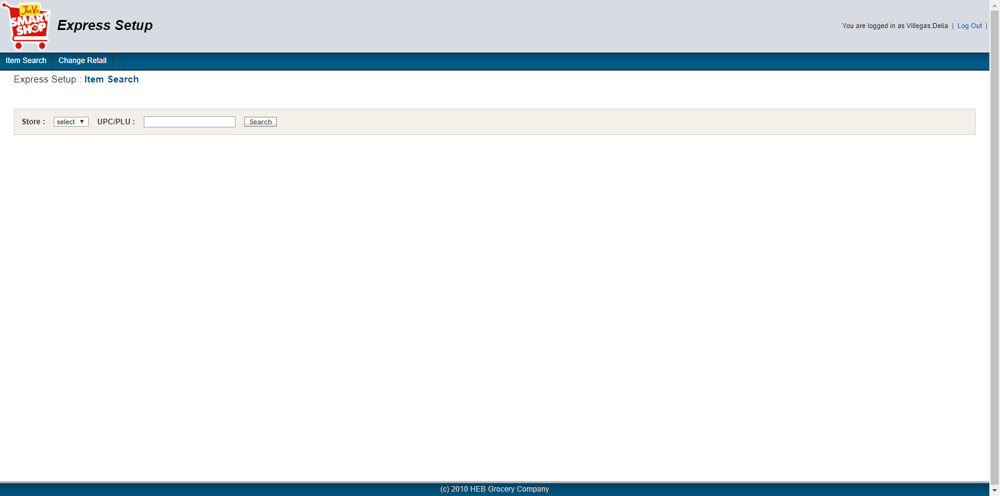 JoeV's
SMART
SHOP
Express Setup
You are logged in as Villegas,Delia | Log Out |
Item Search Change Retail
Express Setup : Item Search
Store : select UPC/PLU : Search
(c) 2010 HEB Grocery Company